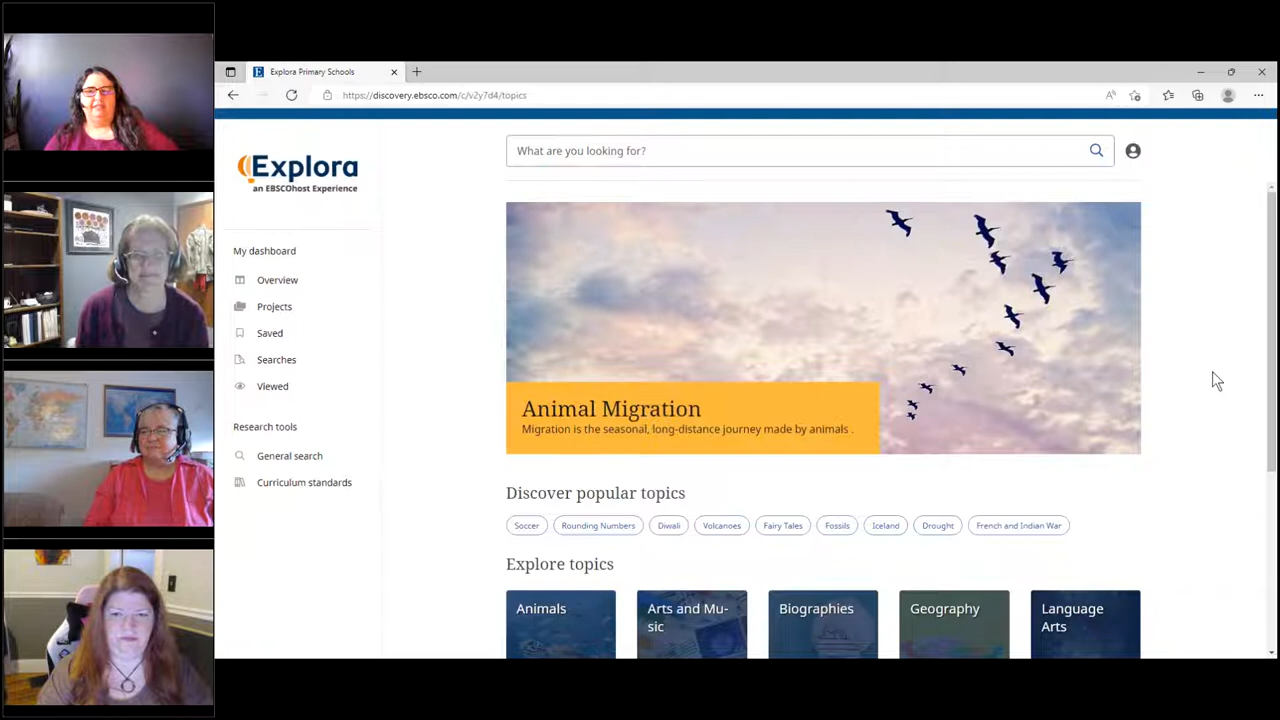 Explora Primary Schools
https://discovery.ebsco.com/c/v2y7d4/topics
Explora
an EBSCOhost Experience
What are you looking for?
My dashboard
Overview
Projects
Saved
Searches
Viewed
Research tools
General search
Curriculum standards
Animal Migration
Migration is the seasonal, long-distance journey made by animals .
Discover popular topics
Soccer
Rounding Numbers
Diwali
Volcanoes
Fairy Tales
Fossils
Iceland
Drought
French and Indian War
Explore topics
Animals
Arts and Mu-
sic
Biographies
Geography
Language
Arts